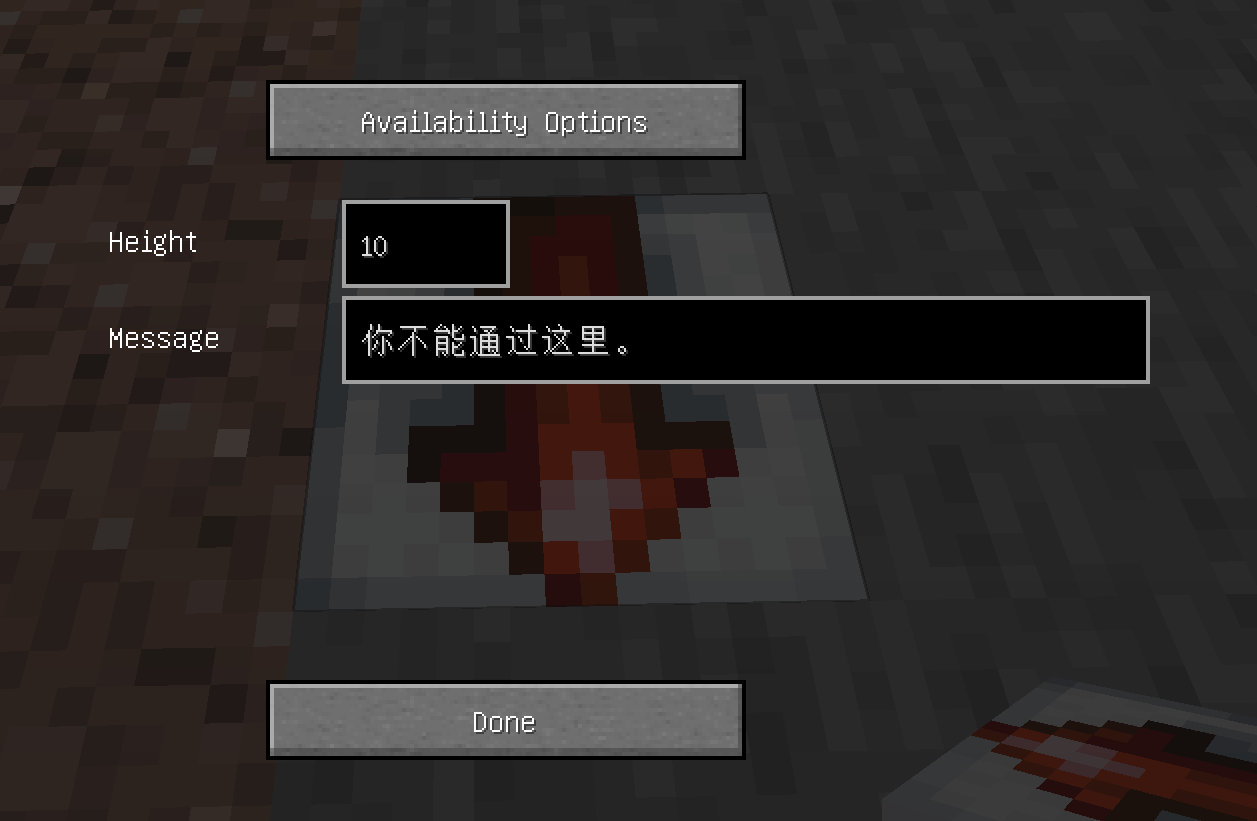 Availability Options
Height
10
Message
你不能通过这里。
Done